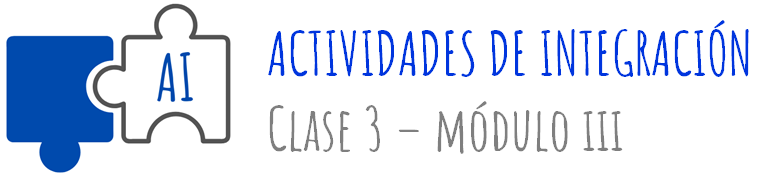 AI
ACTIVIDADES DE INTEGRACIÓN
CLASE 3 – MÓDULO III